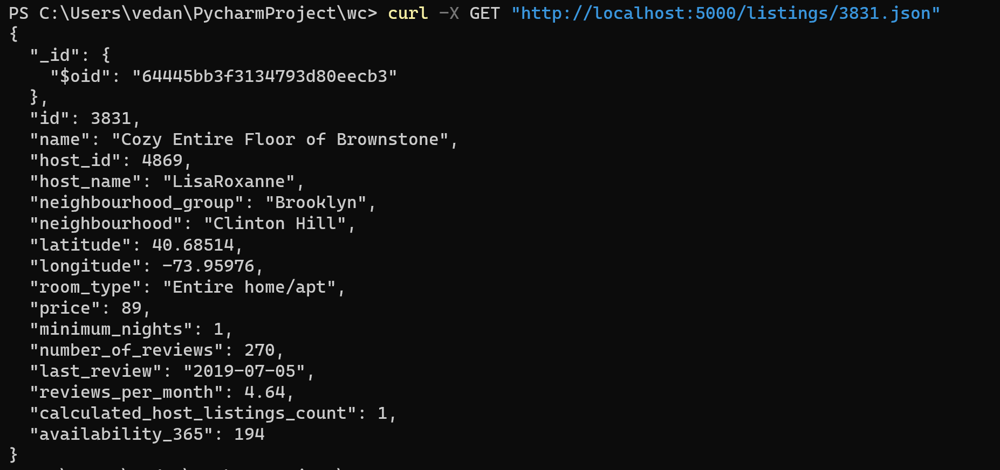 PS C:\Users\vedan\PycharmProject\wc> curl -X GET "http://localhost:5000/listings/3831.json"
{
  "_id": {
    "$oid": "64445bb3f3134793d80eecb3"
  },
  "id": 3831,
  "name": "Cozy Entire Floor of Brownstone",
  "host_id": 4869,
  "host_name": "LisaRoxanne",
  "neighbourhood_group": "Brooklyn",
  "neighbourhood": "Clinton Hill",
  "latitude": 40.68514,
  "longitude": -73.95976,
  "room_type": "Entire home/apt",
  "price": 89,
  "minimum_nights": 1,
  "number_of_reviews": 270,
  "last_review": "2019-07-05",
  "reviews_per_month": 4.64,
  "calculated_host_listings_count": 1,
  "availability_365": 194
}